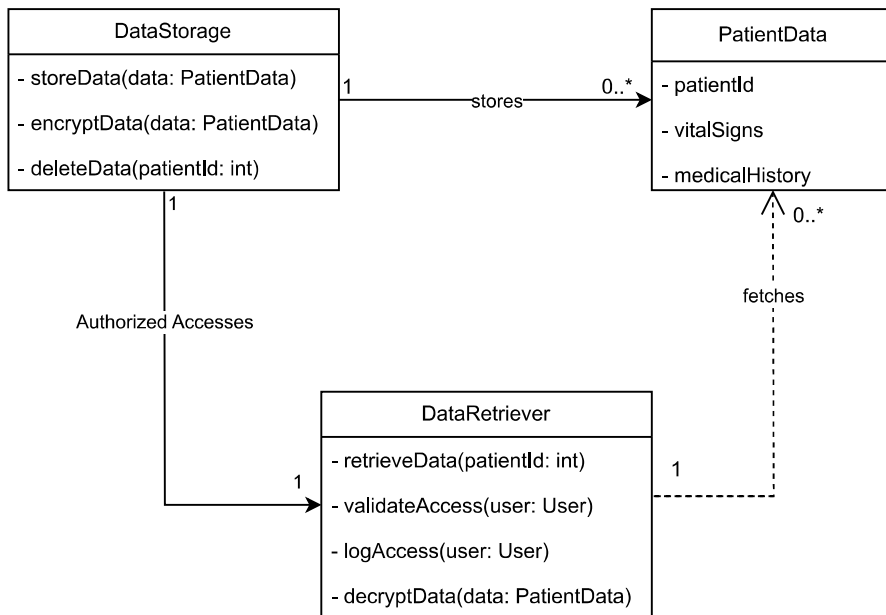 DataStorage
- storeData(data: PatientData)
- encryptData(data: PatientData)
- deleteData(patientId: int)
1
stores
0..*
PatientData
- patientId
- vitalSigns
- medicalHistory
1
0..*
Authorized Accesses
fetches
1
DataRetriever
- retrieveData(patientId: int)
- validateAccess(user: User)
- logAccess(user: User)
- decryptData(data: PatientData)
1